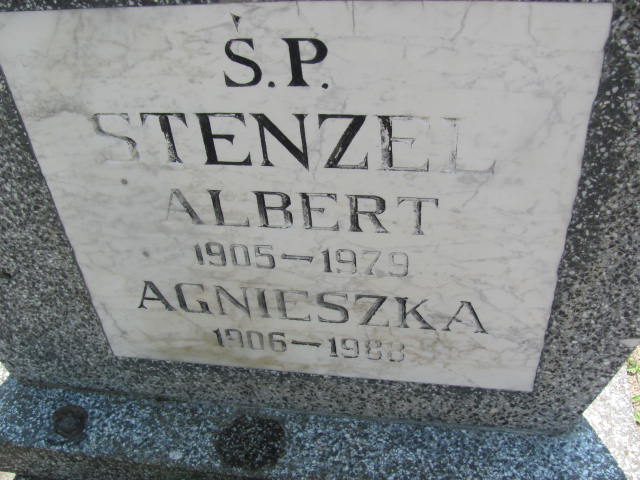 Ś.P.
STENZEL
ALBERT
1905-1979
AGNIESZKA
1906-1988